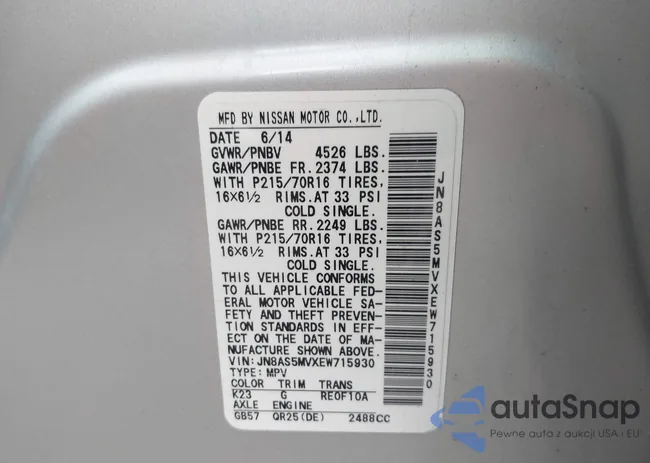 MFD BY NISSAN MOTOR CO.,LTD.
DATE 6/14
GVWR/PNBV 4526 LBS.
GAWR/PNBE FR. 2374 LBS.
WITH P215/70R16 TIRES,
16X6½ RIMS. AT 33 PSI
COLD SINGLE.
GAWR/PNBE RR. 2249 LBS.
WITH P215/70R16 TIRES,
16X6½ RIMS. AT 33 PSI
COLD SINGLE.
THIS VEHICLE CONFORMS
TO ALL APPLICABLE FED-
ERAL MOTOR VEHICLE SA-
FETY AND THEFT PREVEN-
TION STANDARDS IN EFF-
ECT ON THE DATE OF MA-
NUFACTURE SHOWN ABOVE.
VIN: JN8AS5MVXEW715930
TYPE: MPV
COLOR TRIM TRANS
K23 G RE0F10A
AXLE ENGINE
GB57 QR25(DE) 2488CC
JN8AS5MVXEW715930
autaSnap
Pewne auta z aukcji USA i EU